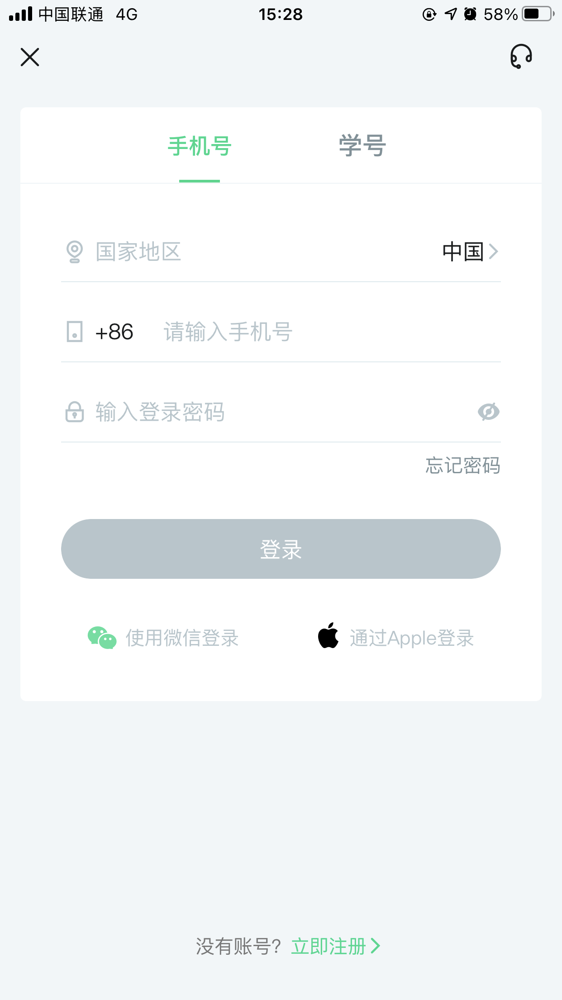 中国联通 4G 15:28 58%
手机号 学号
国家地区 中国
+86 请输入手机号
输入登录密码
忘记密码
登录
使用微信登录 通过Apple登录
没有账号? 立即注册